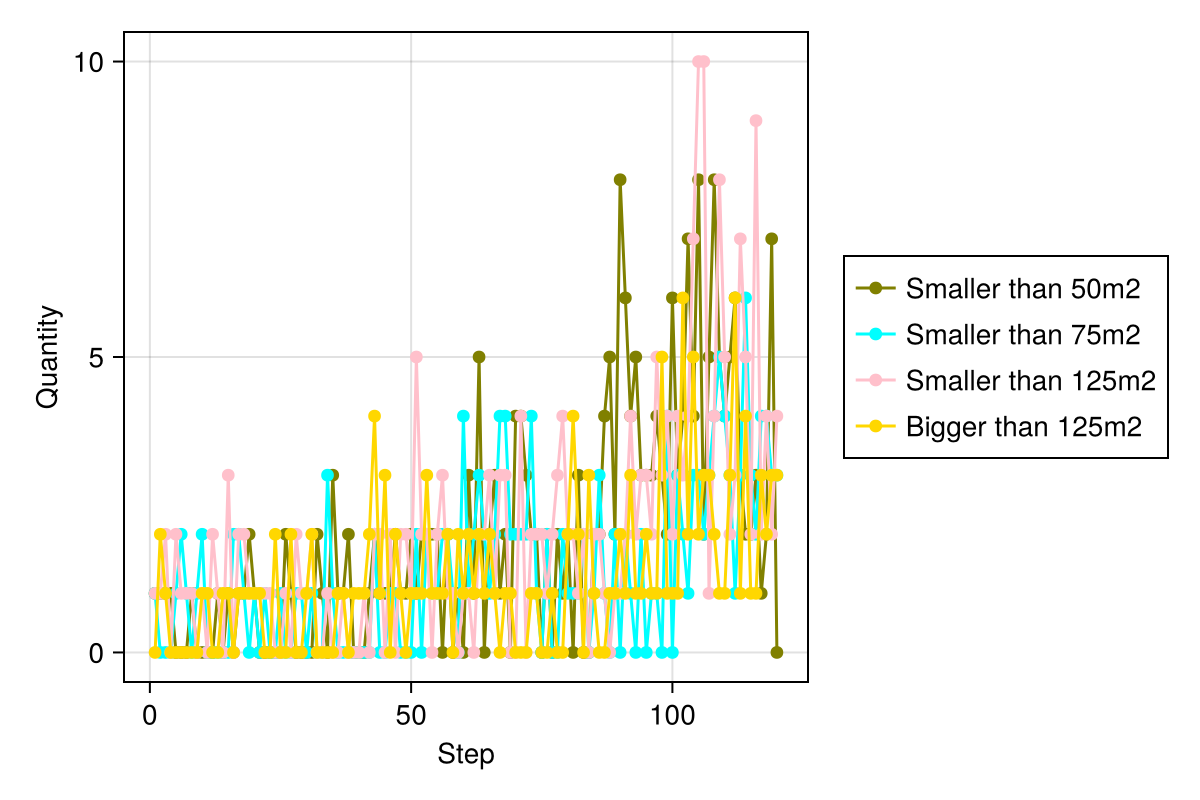 10
5
0
Quantity
0 50 100
Step
Smaller than 50m2
Smaller than 75m2
Smaller than 125m2
Bigger than 125m2